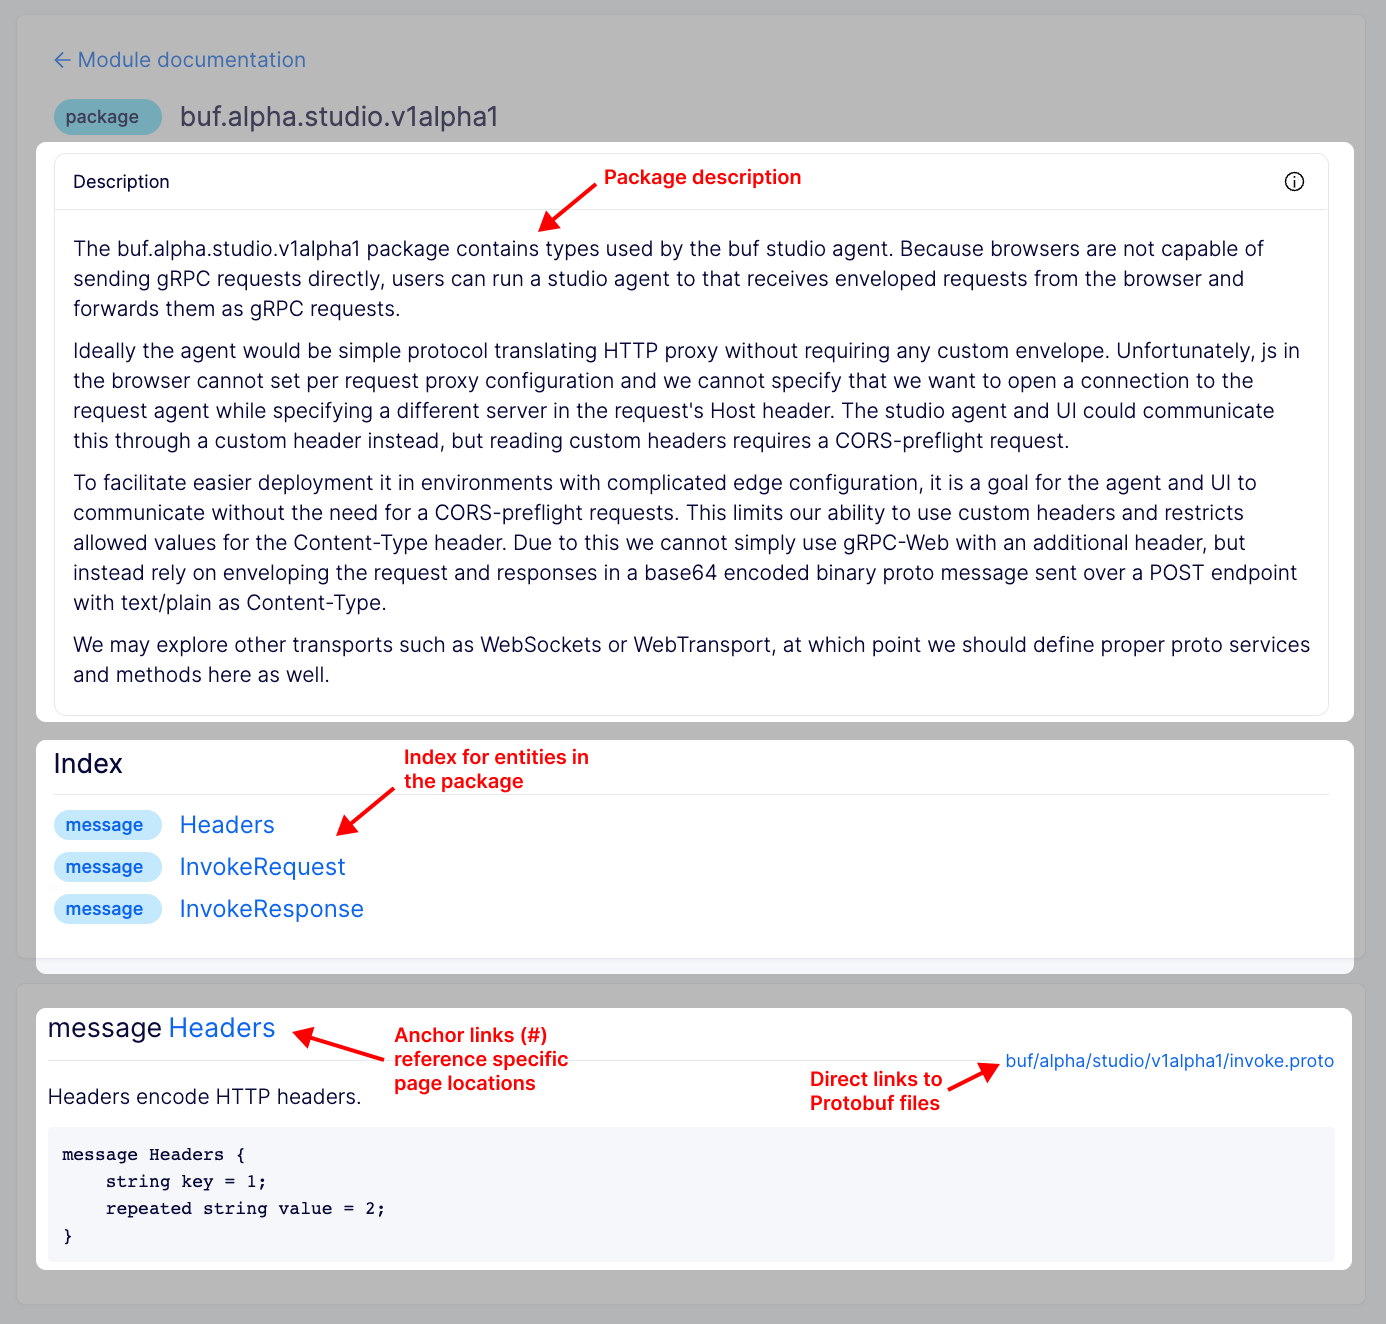 ← Module documentation
package buf.alpha.studio.v1alpha1
Description
Package description
The buf.alpha.studio.v1alpha1 package contains types used by the buf studio agent. Because browsers are not capable of
sending gRPC requests directly, users can run a studio agent to that receives enveloped requests from the browser and
forwards them as gRPC requests.
Ideally the agent would be simple protocol translating HTTP proxy without requiring any custom envelope. Unfortunately, js in
the browser cannot set per request proxy configuration and we cannot specify that we want to open a connection to the
request agent while specifying a different server in the request's Host header. The studio agent and UI could communicate
this through a custom header instead, but reading custom headers requires a CORS-preflight request.
To facilitate easier deployment it in environments with complicated edge configuration, it is a goal for the agent and UI to
communicate without the need for a CORS-preflight requests. This limits our ability to use custom headers and restricts
allowed values for the Content-Type header. Due to this we cannot simply use gRPC-Web with an additional header, but
instead rely on enveloping the request and responses in a base64 encoded binary proto message sent over a POST endpoint
with text/plain as Content-Type.
We may explore other transports such as WebSockets or WebTransport, at which point we should define proper proto services
and methods here as well.
Index
Index for entities in
the package
message Headers
message InvokeRequest
message InvokeResponse
message Headers
Anchor links (#)
reference specific
page locations
buf/alpha/studio/v1alpha1/invoke.proto
Direct links to
Protobuf files
Headers encode HTTP headers.
message Headers {
    string key = 1;
    repeated string value = 2;
}